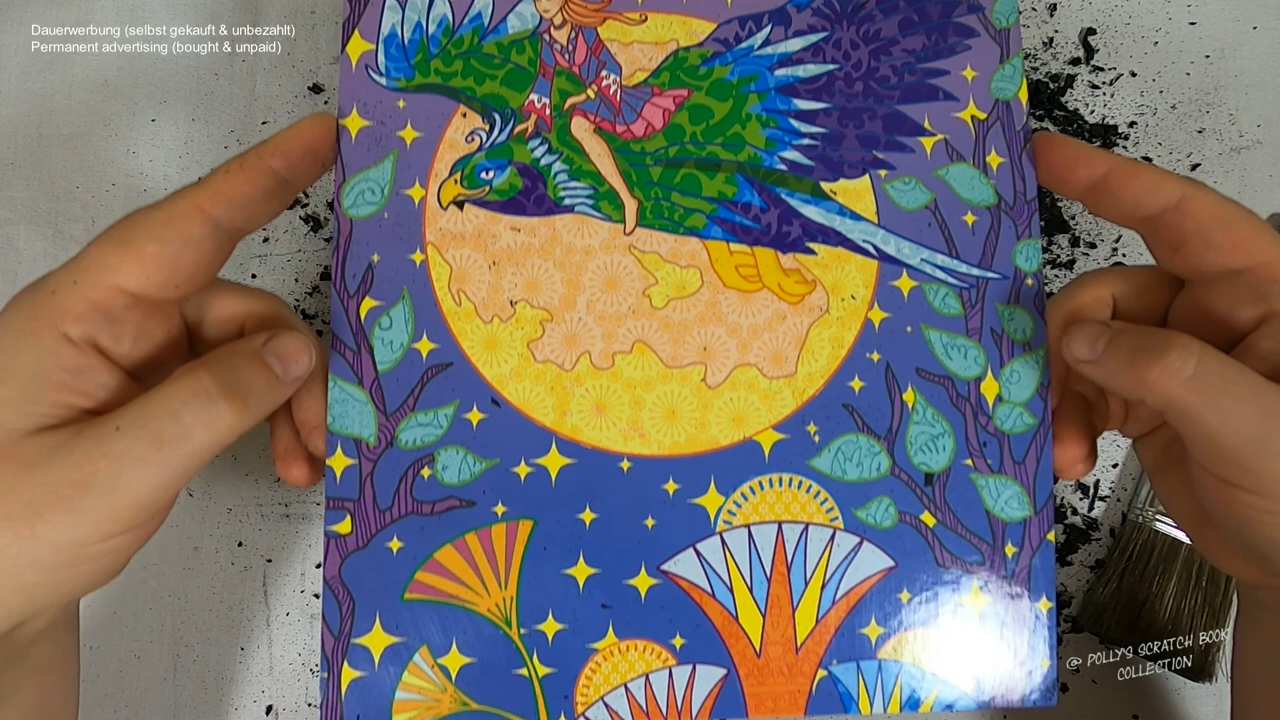 Dauerwerbung (selbst gekauft & unbezahlt)
Permanent advertising (bought & unpaid)
@ POLLY'S SCRATCH BOOK
COLLECTION